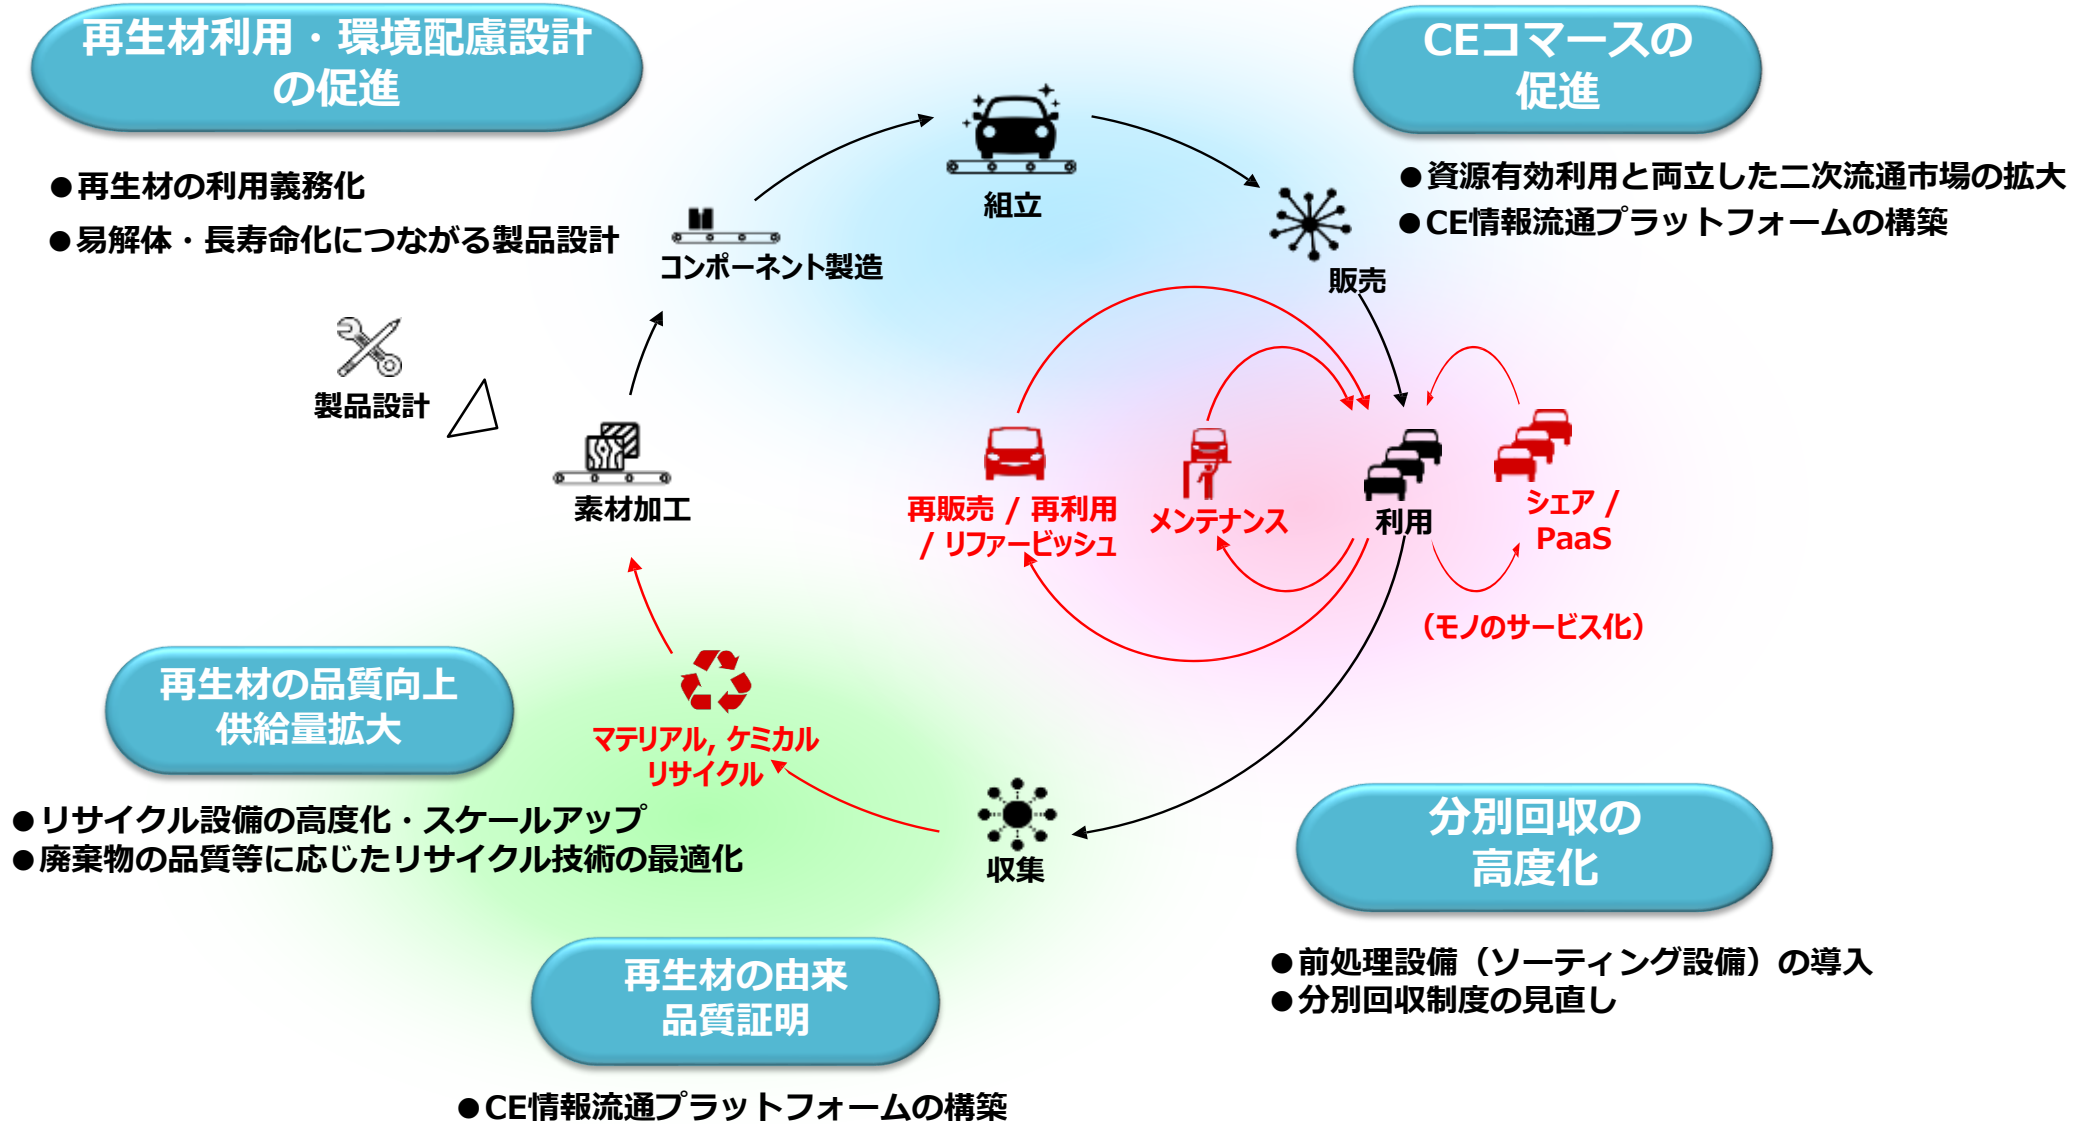 再生材利用・環境配慮設計
の促進
●再生材の利用義務化
●易解体・長寿命化につながる製品設計
CEコマースの
促進
●資源有効利用と両立した二次流通市場の拡大
●CE情報流通プラットフォームの構築
組立
コンポーネント製造
販売
製品設計
素材加工
再販売 / 再利用
/ リファービッシュ
メンテナンス
利用
シェア /
PaaS
（モノのサービス化）
再生材の品質向上
供給量拡大
●リサイクル設備の高度化・スケールアップ
●廃棄物の品質等に応じたリサイクル技術の最適化
マテリアル, ケミカル
リサイクル
収集
分別回収の
高度化
●前処理設備（ソーティング設備）の導入
●分別回収制度の見直し
再生材の由来
品質証明
●CE情報流通プラットフォームの構築